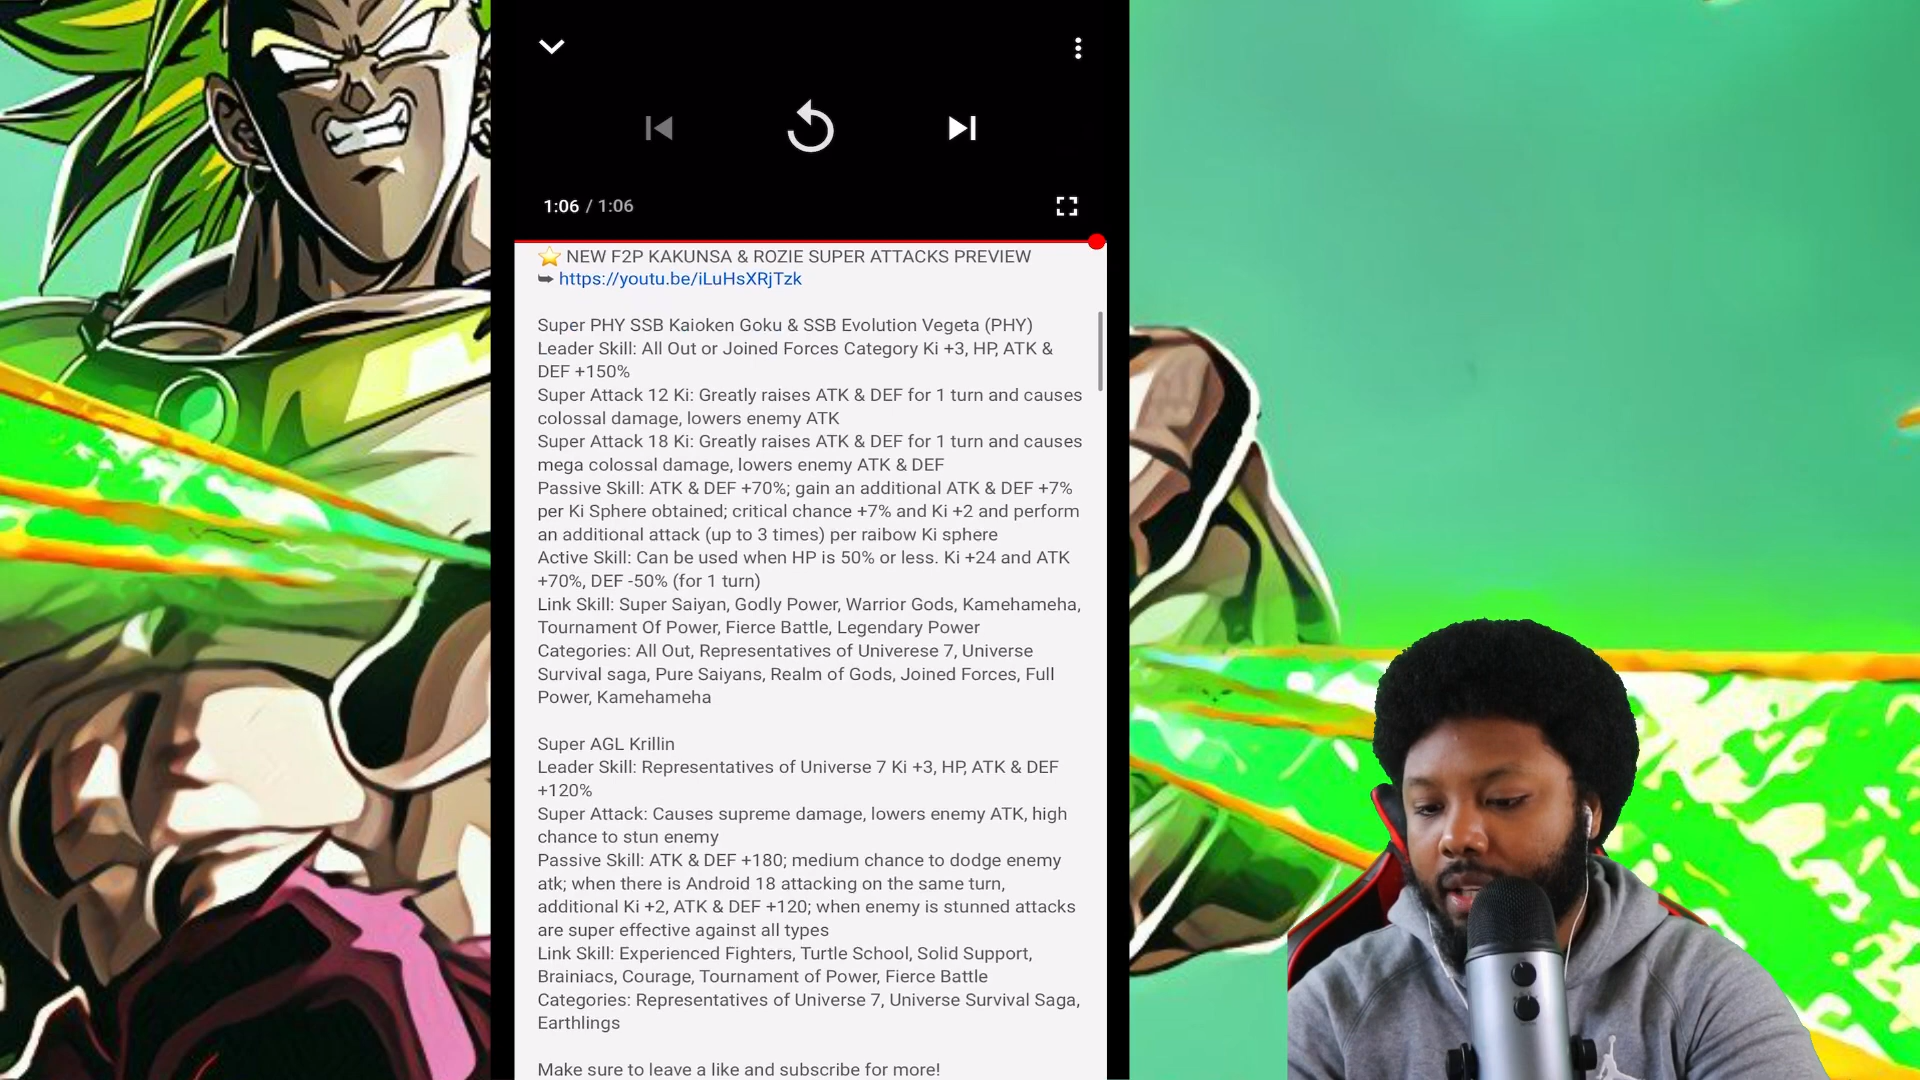 1:06 / 1:06
⭐ NEW F2P KAKUNSA & ROZIE SUPER ATTACKS PREVIEW
➥ https://youtu.be/iLuHsXRjTzk
Super PHY SSB Kaioken Goku & SSB Evolution Vegeta (PHY)
Leader Skill: All Out or Joined Forces Category Ki +3, HP, ATK &
DEF +150%
Super Attack 12 Ki: Greatly raises ATK & DEF for 1 turn and causes
colossal damage, lowers enemy ATK
Super Attack 18 Ki: Greatly raises ATK & DEF for 1 turn and causes
mega colossal damage, lowers enemy ATK & DEF
Passive Skill: ATK & DEF +70%; gain an additional ATK & DEF +7%
per Ki Sphere obtained; critical chance +7% and Ki +2 and perform
an additional attack (up to 3 times) per raibow Ki sphere
Active Skill: Can be used when HP is 50% or less. Ki +24 and ATK
+70%, DEF -50% (for 1 turn)
Link Skill: Super Saiyan, Godly Power, Warrior Gods, Kamehameha,
Tournament Of Power, Fierce Battle, Legendary Power
Categories: All Out, Representatives of Univerese 7, Universe
Survival saga, Pure Saiyans, Realm of Gods, Joined Forces, Full
Power, Kamehameha
Super AGL Krillin
Leader Skill: Representatives of Universe 7 Ki +3, HP, ATK & DEF
+120%
Super Attack: Causes supreme damage, lowers enemy ATK, high
chance to stun enemy
Passive Skill: ATK & DEF +180; medium chance to dodge enemy
atk; when there is Android 18 attacking on the same turn,
additional Ki +2, ATK & DEF +120; when enemy is stunned attacks
are super effective against all types
Link Skill: Experienced Fighters, Turtle School, Solid Support,
Brainiacs, Courage, Tournament of Power, Fierce Battle
Categories: Representatives of Universe 7, Universe Survival Saga,
Earthlings
Make sure to leave a like and subscribe for more!